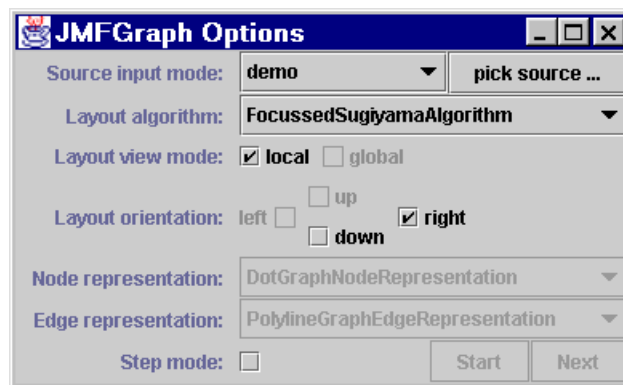 JMFGraph Options
Source input mode: demo pick source ...
Layout algorithm: FocussedSugiyamaAlgorithm
Layout view mode: local global
up
Layout orientation: left right
down
Node representation: DotGraphNodeRepresentation
Edge representation: PolylineGraphEdgeRepresentation
Step mode: Start Next